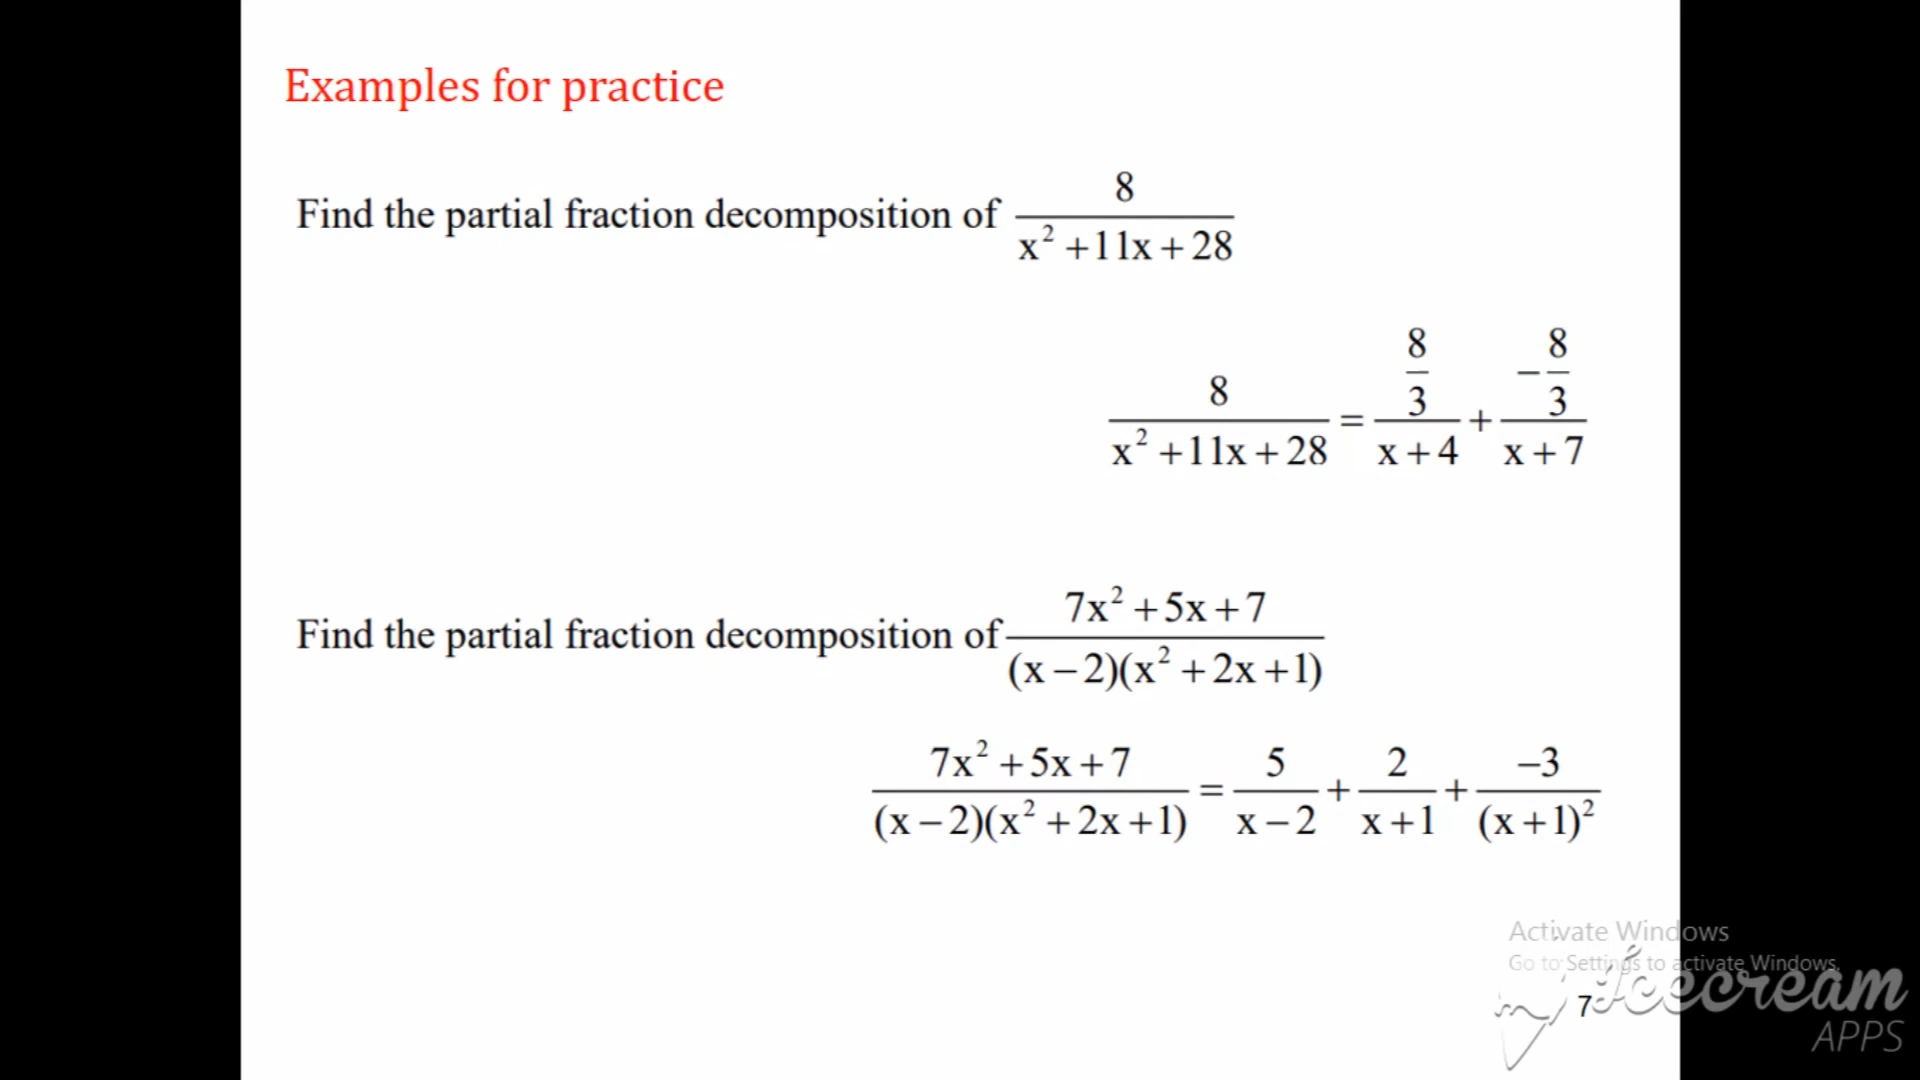 Examples for practice
Find the partial fraction decomposition of 8/(x² +11x+28)
8/(x² +11x+28) = (8/3)/(x+4) + (−8/3)/(x+7)
Find the partial fraction decomposition of (7x² +5x+7)/((x−2)(x² +2x+1))
(7x² +5x+7)/((x−2)(x² +2x+1)) = 5/(x−2) + 2/(x+1) + −3/(x+1)²
Activate Windows
Go to Settings to activate Windows.
7
Icecream
APPS